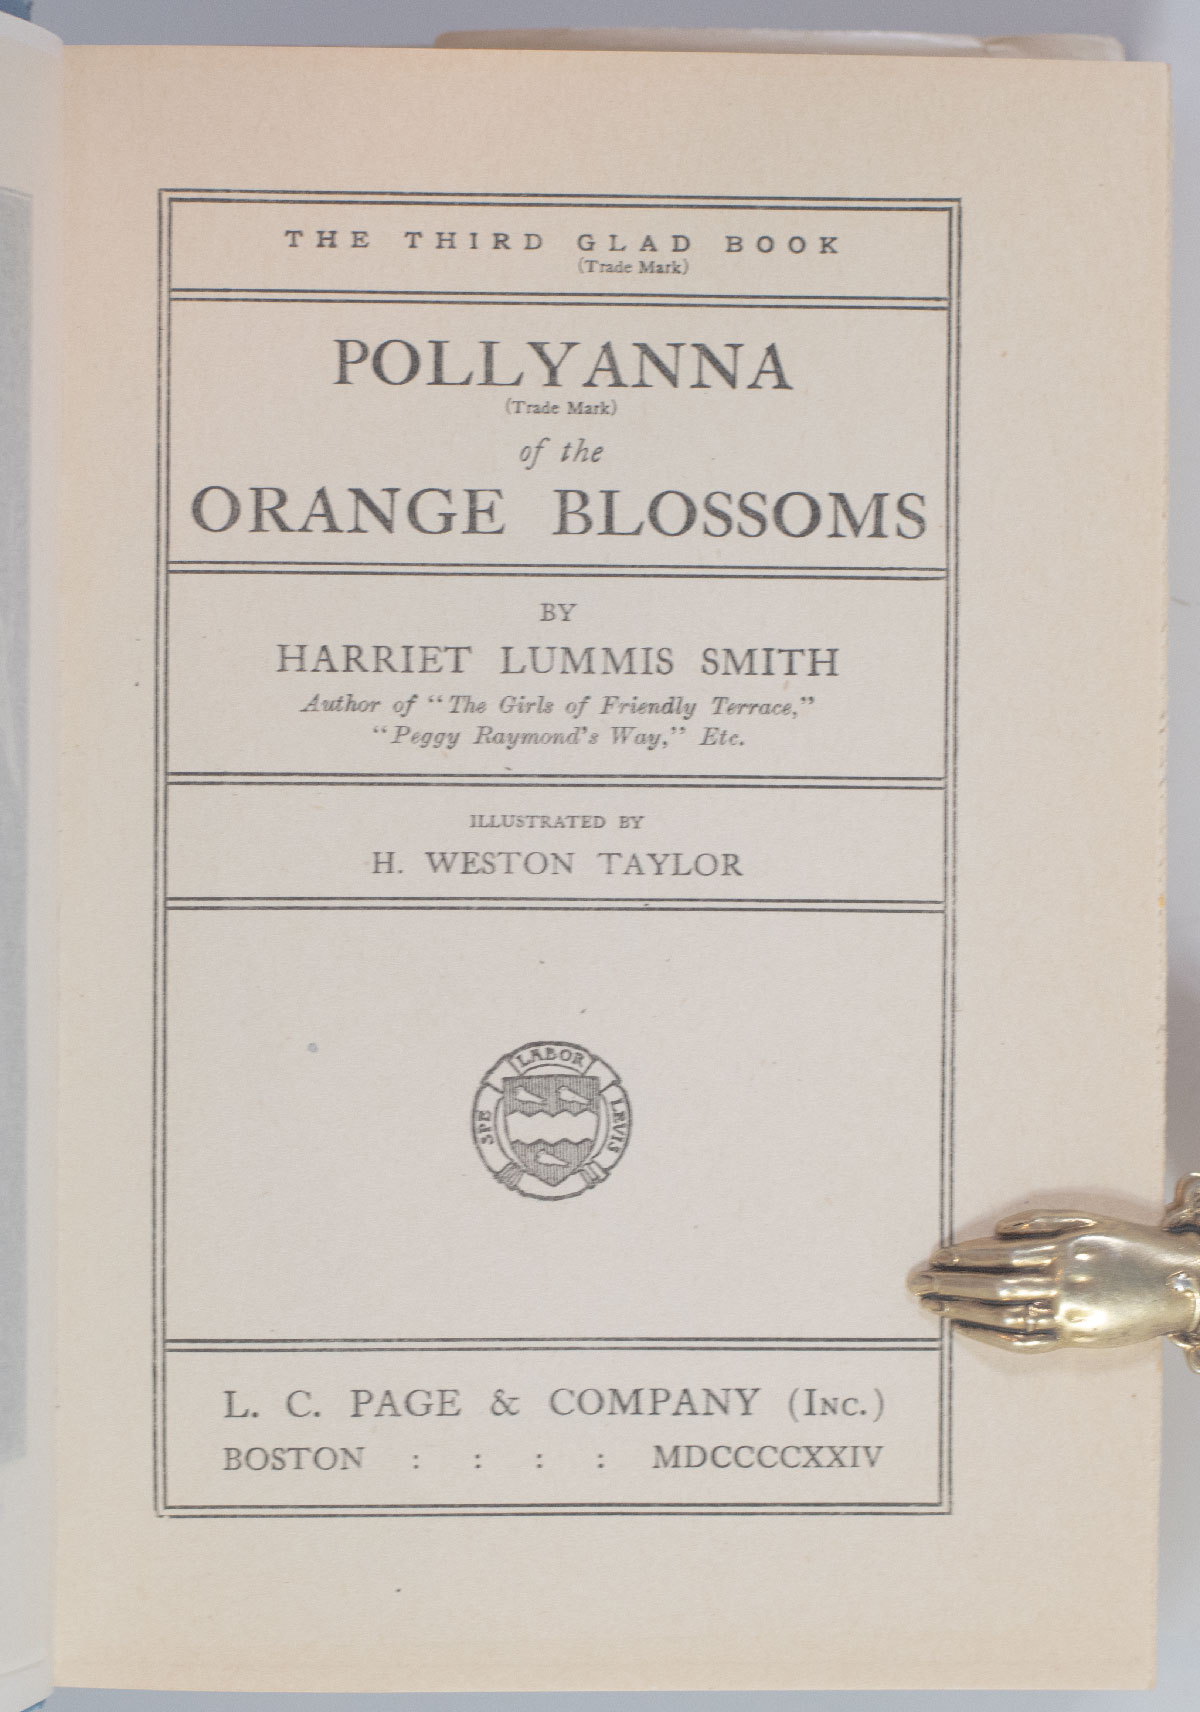 THE THIRD GLAD BOOK
(Trade Mark)
POLLYANNA
(Trade Mark)
of the
ORANGE BLOSSOMS
BY
HARRIET LUMMIS SMITH
Author of "The Girls of Friendly Terrace,"
"Peggy Raymond's Way," Etc.
ILLUSTRATED BY
H. WESTON TAYLOR
SPE LABOR LEVIS
L. C. PAGE & COMPANY (INC.)
BOSTON : : : : MDCCCCXXIV